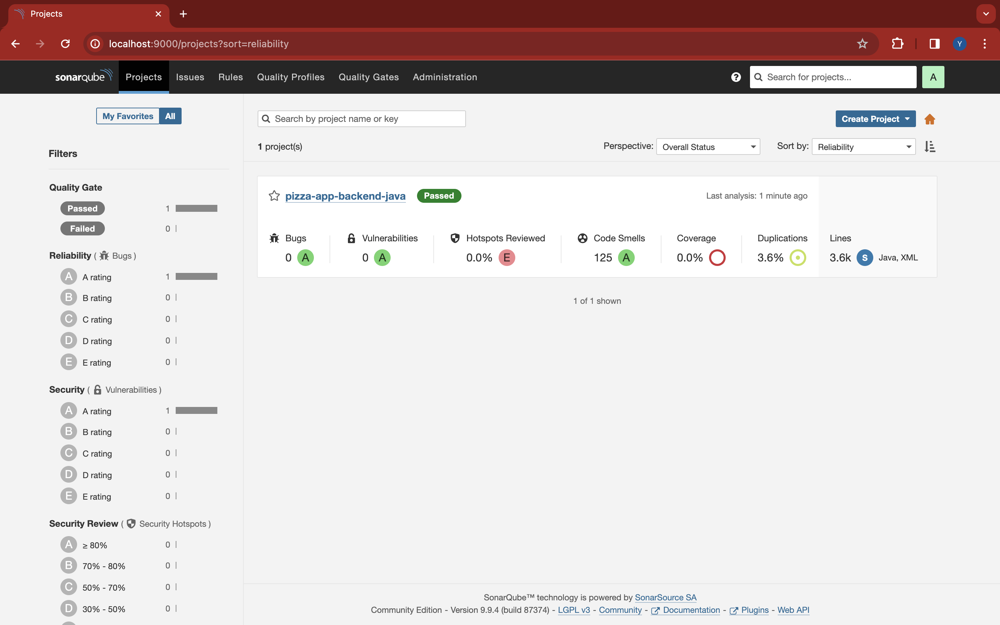 Projects
localhost:9000/projects?sort=reliability
Y
sonarqube Projects Issues Rules Quality Profiles Quality Gates Administration
? Search for projects... A
My Favorites All
Filters
Quality Gate
Passed 1
Failed 0
Reliability ( Bugs )
A A rating 1
B B rating 0
C C rating 0
D D rating 0
E E rating 0
Security ( Vulnerabilities )
A A rating 1
B B rating 0
C C rating 0
D D rating 0
E E rating 0
Security Review ( Security Hotspots )
A ≥ 80% 0
B 70% - 80% 0
C 50% - 70% 0
D 30% - 50% 0
Search by project name or key
Create Project
1 project(s)
Perspective: Overall Status Sort by: Reliability
pizza-app-backend-java Passed Last analysis: 1 minute ago
Bugs Vulnerabilities Hotspots Reviewed Code Smells Coverage Duplications Lines
0 A 0 A 0.0% E 125 A 0.0% 3.6% 3.6k S Java, XML
1 of 1 shown
SonarQube™ technology is powered by SonarSource SA
Community Edition - Version 9.9.4 (build 87374) - LGPL v3 - Community - Documentation - Plugins - Web API